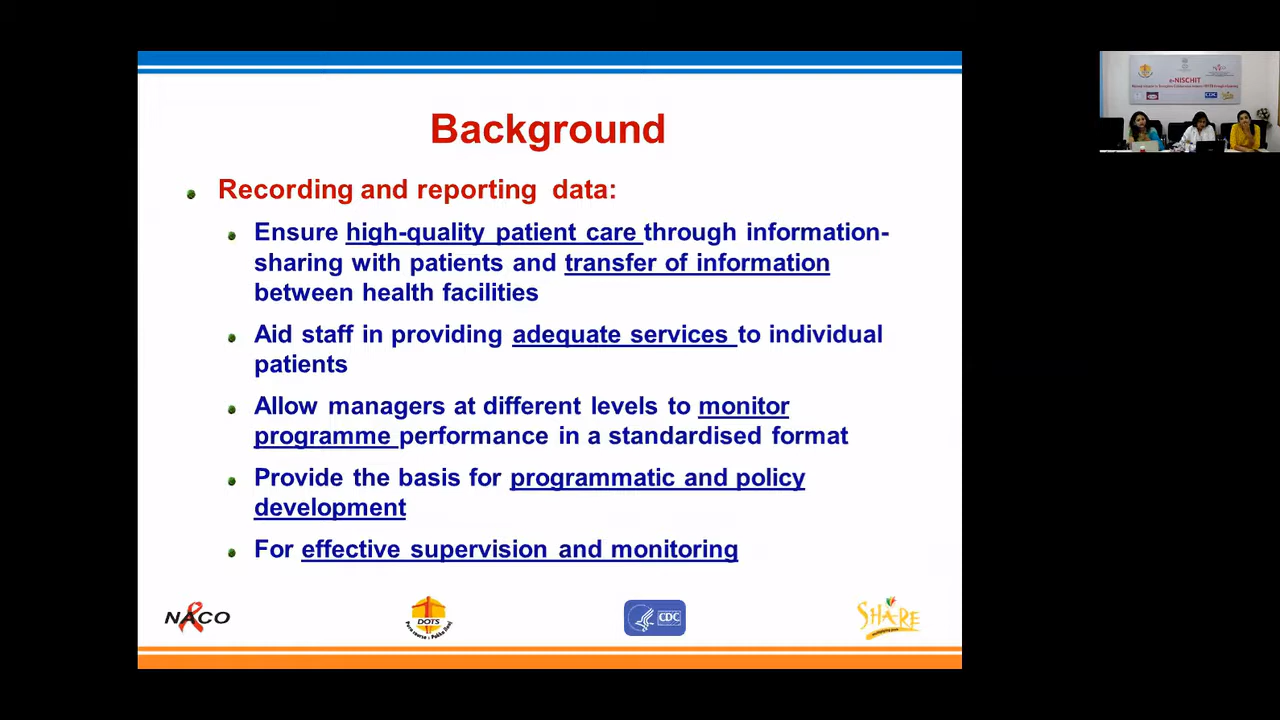 Background
Recording and reporting data:
Ensure high-quality patient care through information-
sharing with patients and transfer of information
between health facilities
Aid staff in providing adequate services to individual
patients
Allow managers at different levels to monitor
programme performance in a standardised format
Provide the basis for programmatic and policy
development
For effective supervision and monitoring
NACO
DOTS
CDC
SHARE
e-NISCHIT
CDC